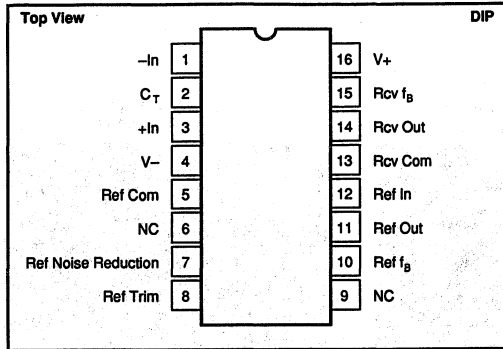 Top View DIP
–In 1 16 V+
C_T 2 15 Rcv f_B
+In 3 14 Rcv Out
V– 4 13 Rcv Com
Ref Com 5 12 Ref In
NC 6 11 Ref Out
Ref Noise Reduction 7 10 Ref f_B
Ref Trim 8 9 NC